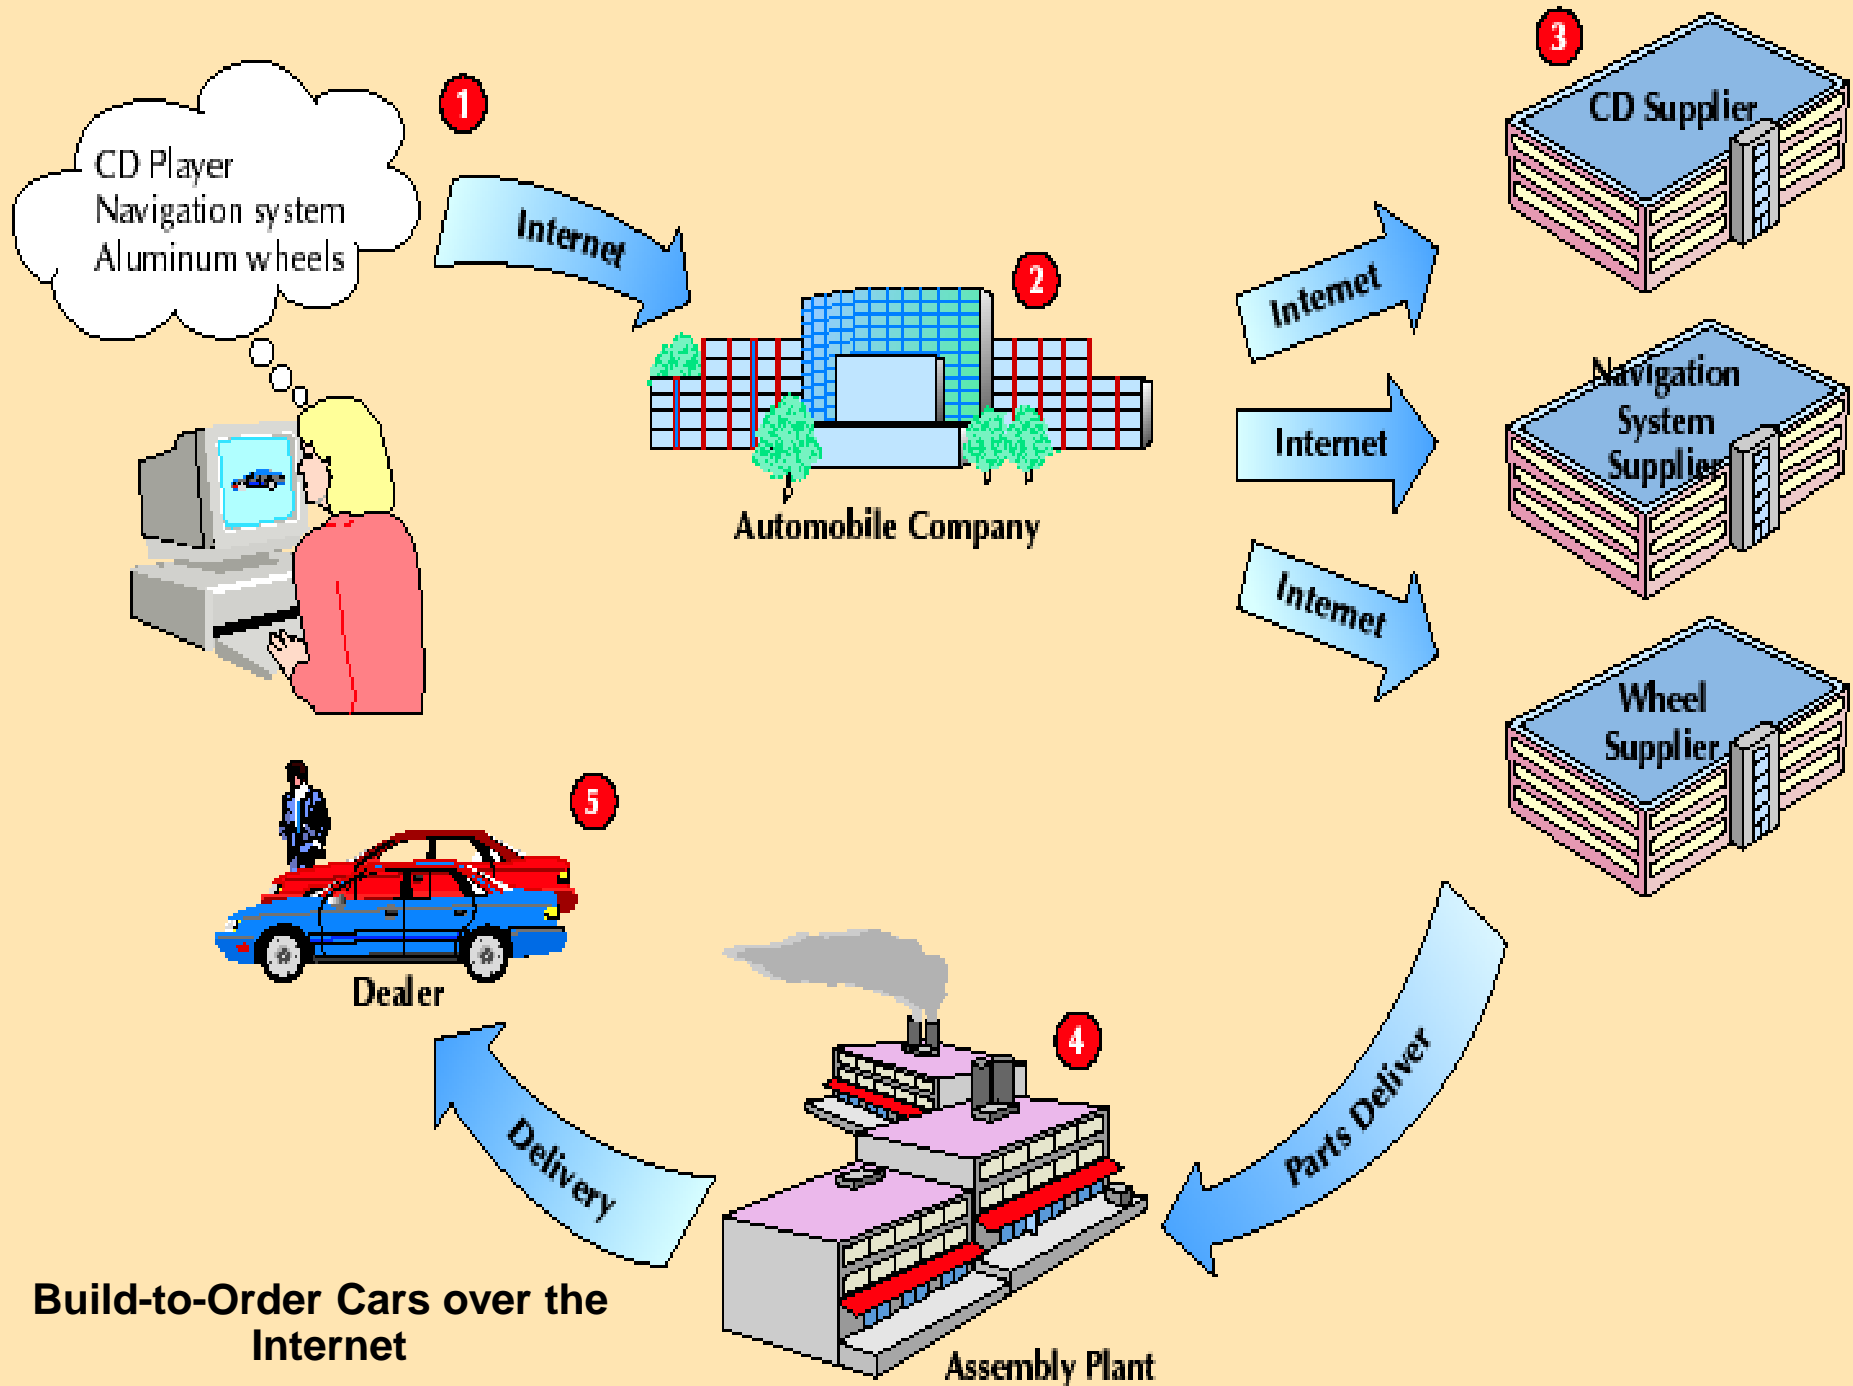 1
CD Player
Navigation system
Aluminum wheels
Internet
2
Automobile Company
Internet
Internet
Internet
3
CD Supplier
Navigation
System
Supplier
Wheel
Supplier
Parts Deliver
4
Assembly Plant
Delivery
5
Dealer
Build-to-Order Cars over the
Internet